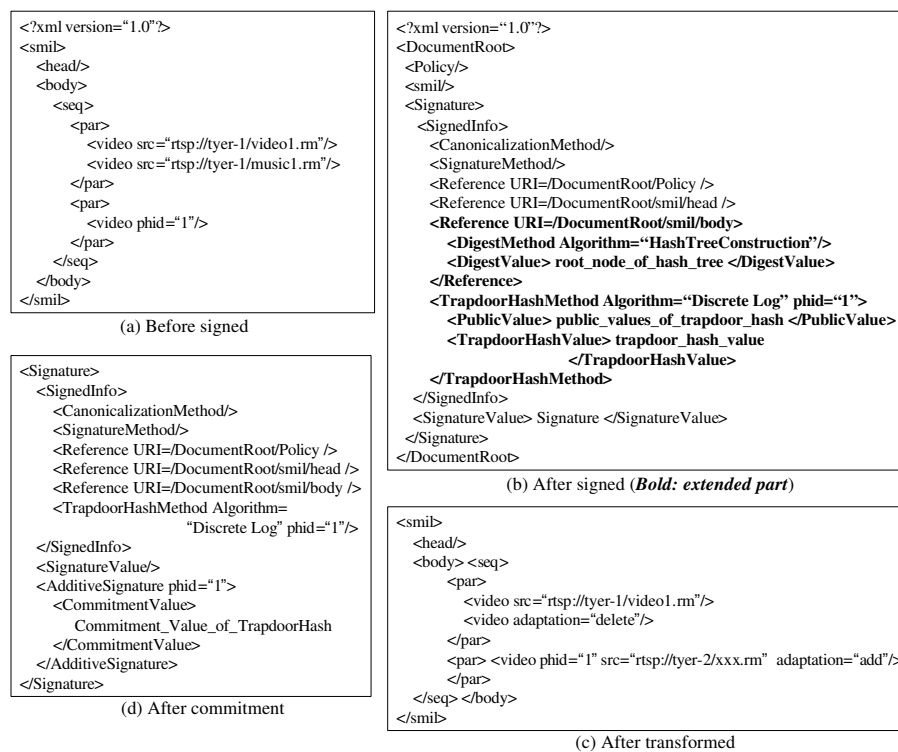 <?xml version=“1.0”?>
<smil>
<head/>
<body>
<seq>
<par>
<video src=“rtsp://tyer-1/video1.rm”/>
<video src=“rtsp://tyer-1/music1.rm”/>
</par>
<par>
<video phid=“1”/>
</par>
</seq>
</body>
</smil>
(a) Before signed
<?xml version=“1.0”?>
<DocumentRoot>
<Policy/>
<smil/>
<Signature>
<SignedInfo>
<CanonicalizationMethod/>
<SignatureMethod/>
<Reference URI=/DocumentRoot/Policy />
<Reference URI=/DocumentRoot/smil/head />
<Reference URI=/DocumentRoot/smil/body>
<DigestMethod Algorithm=“HashTreeConstruction”/>
<DigestValue> root_node_of_hash_tree </DigestValue>
</Reference>
<TrapdoorHashMethod Algorithm=“Discrete Log” phid=“1”>
<PublicValue> public_values_of_trapdoor_hash </PublicValue>
<TrapdoorHashValue> trapdoor_hash_value
</TrapdoorHashValue>
</TrapdoorHashMethod>
</SignedInfo>
<SignatureValue> Signature </SignatureValue>
</Signature>
</DocumentRoot>
(b) After signed (Bold: extended part)
<smil>
<head/>
<body> <seq>
<par>
<video src=“rtsp://tyer-1/video1.rm”/>
<video adaptation=“delete”/>
</par>
<par> <video phid=“1” src=“rtsp://tyer-2/xxx.rm” adaptation=“add”/>
</par>
</seq> </body>
</smil>
(c) After transformed
<Signature>
<SignedInfo>
<CanonicalizationMethod/>
<SignatureMethod/>
<Reference URI=/DocumentRoot/Policy />
<Reference URI=/DocumentRoot/smil/head />
<Reference URI=/DocumentRoot/smil/body />
<TrapdoorHashMethod Algorithm=
“Discrete Log” phid=“1”/>
</SignedInfo>
<SignatureValue/>
<AdditiveSignature phid=“1”>
<CommitmentValue>
Commitment_Value_of_TrapdoorHash
</CommitmentValue>
</AdditiveSignature>
</Signature>
(d) After commitment